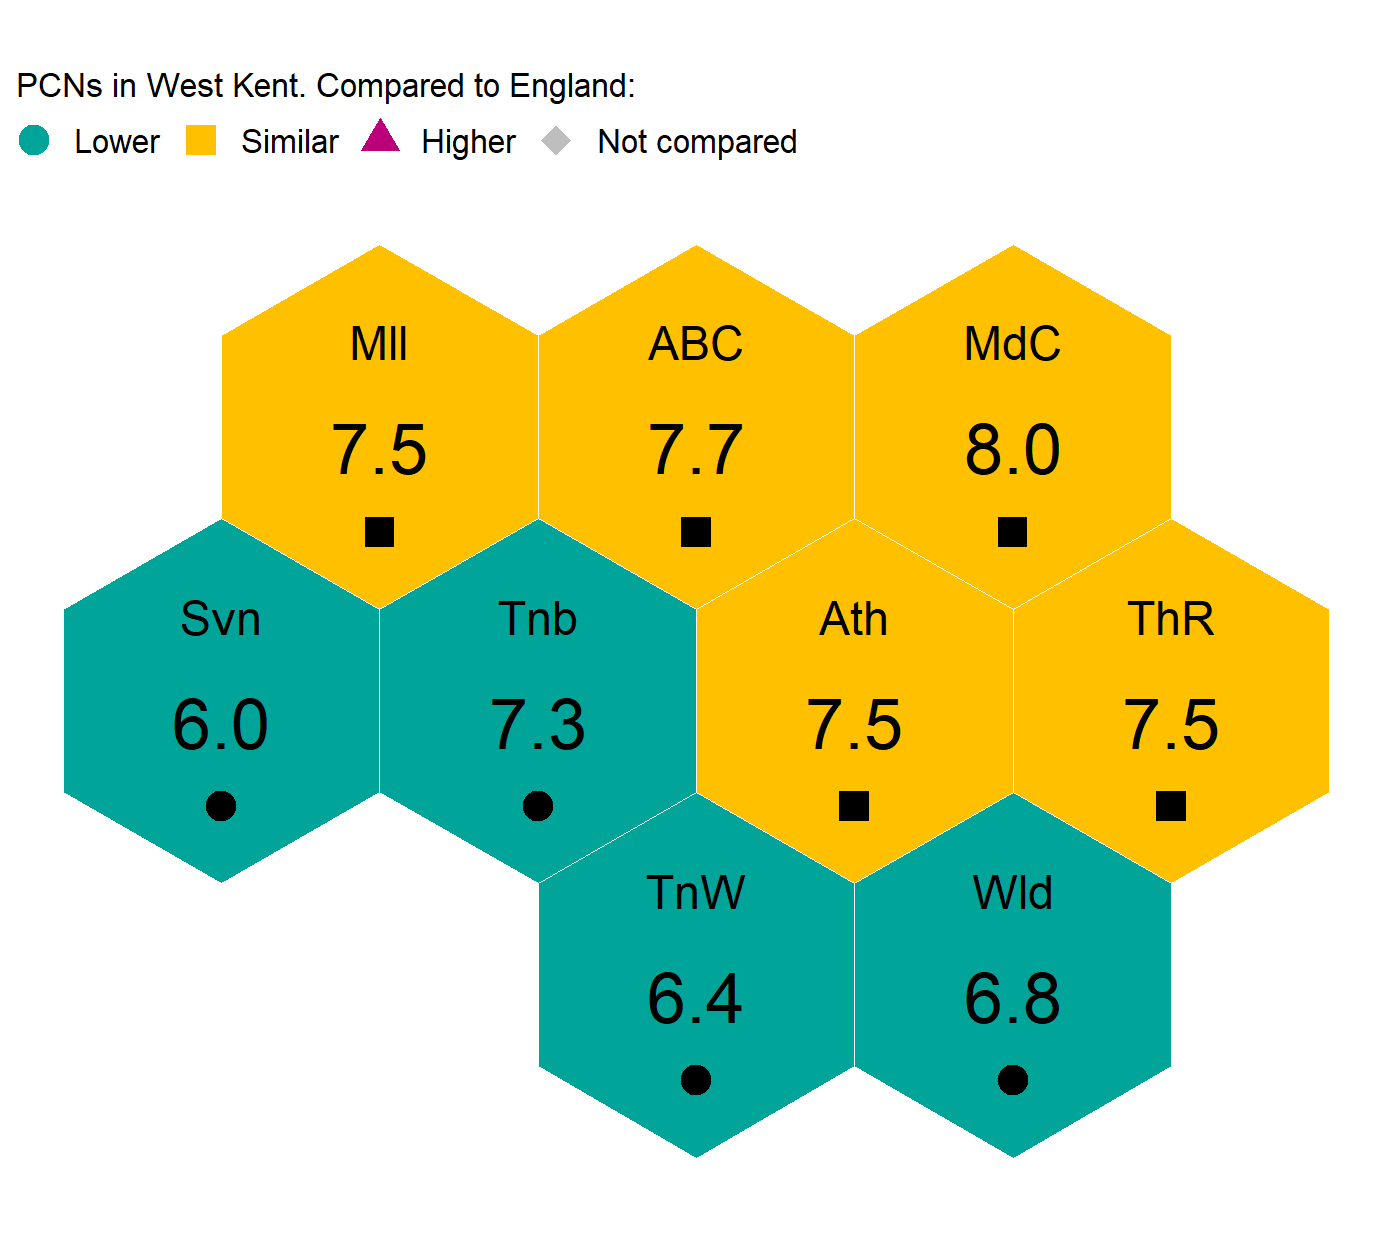 PCNs in West Kent. Compared to England:
Lower Similar Higher Not compared
Mll ABC MdC
7.5 7.7 8.0
Svn Tnb Ath ThR
6.0 7.3 7.5 7.5
TnW Wld
6.4 6.8